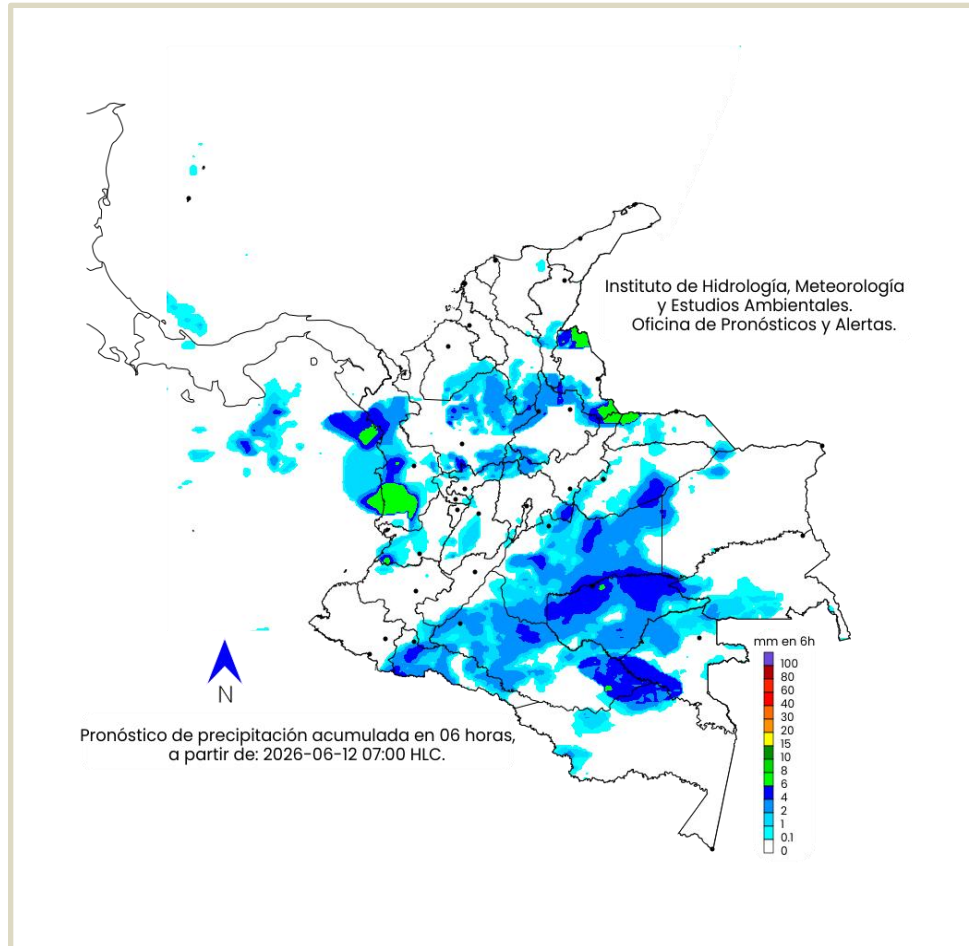 Instituto de Hidrología, Meteorología
y Estudios Ambientales.
Oficina de Pronósticos y Alertas.
mm en 6h
100
80
60
40
30
20
15
10
8
6
4
2
1
0.1
0
N
Pronóstico de precipitación acumulada en 06 horas,
a partir de: 2026-06-12 07:00 HLC.